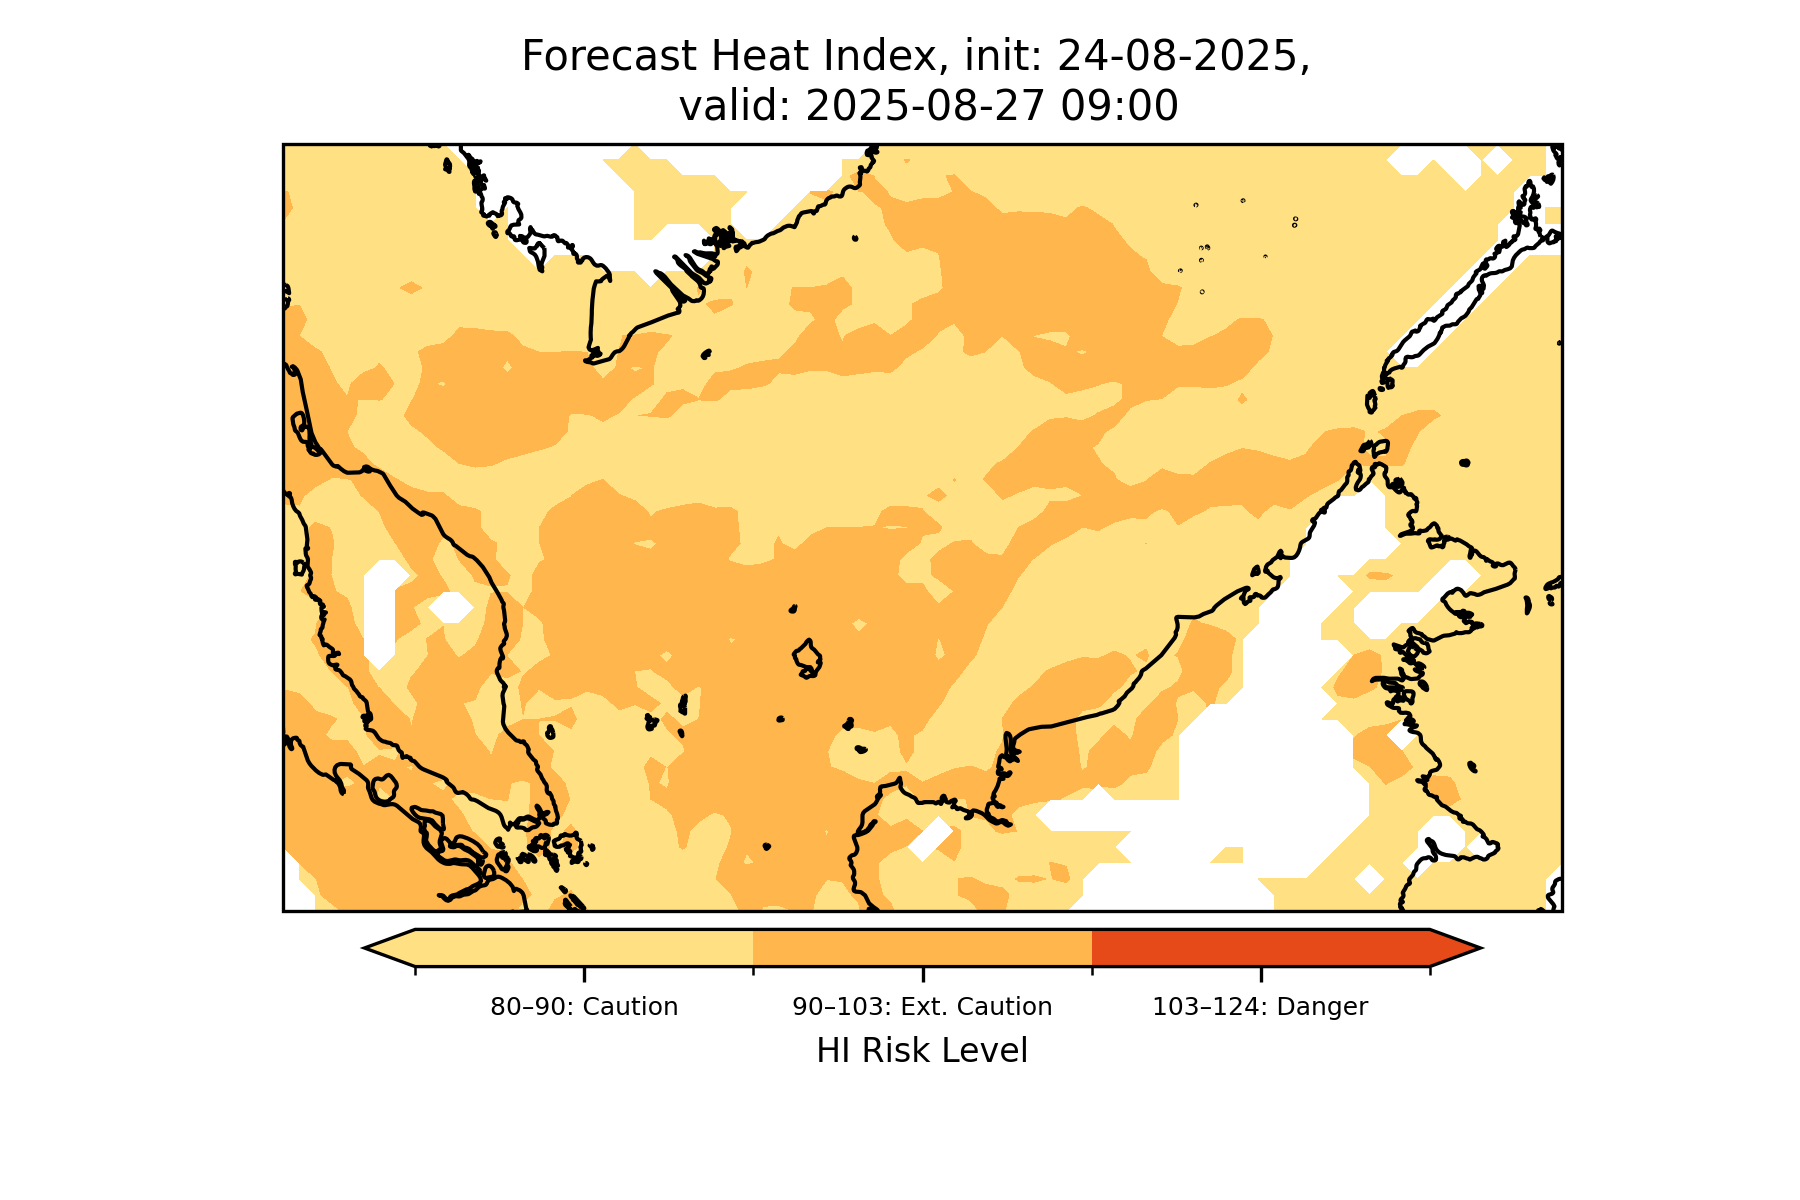 Forecast Heat Index, init: 24-08-2025,
valid: 2025-08-27 09:00
80–90: Caution
90–103: Ext. Caution
103–124: Danger
HI Risk Level